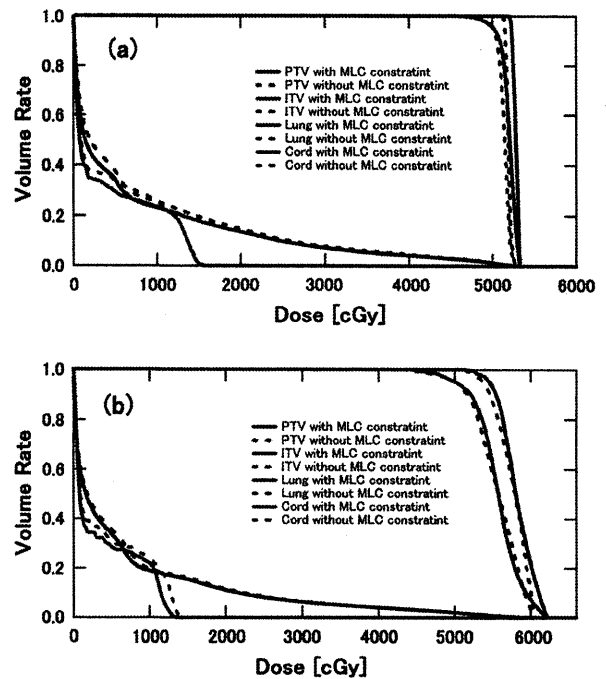 (a)
1.0
0.8
0.6
0.4
0.2
0.0
Volume Rate
PTV with MLC constratint
PTV without MLC constratint
ITV with MLC constratint
ITV without MLC constratint
Lung with MLC constratint
Lung without MLC constratint
Cord with MLC constratint
Cord without MLC constratint
0 1000 2000 3000 4000 5000 6000
Dose [cGy]
(b)
1.0
0.8
0.6
0.4
0.2
0.0
Volume Rate
PTV with MLC constratint
PTV without MLC constratint
ITV with MLC constratint
ITV without MLC constratint
Lung with MLC constratint
Lung without MLC constratint
Cord with MLC constratint
Cord without MLC constratint
0 1000 2000 3000 4000 5000 6000
Dose [cGy]